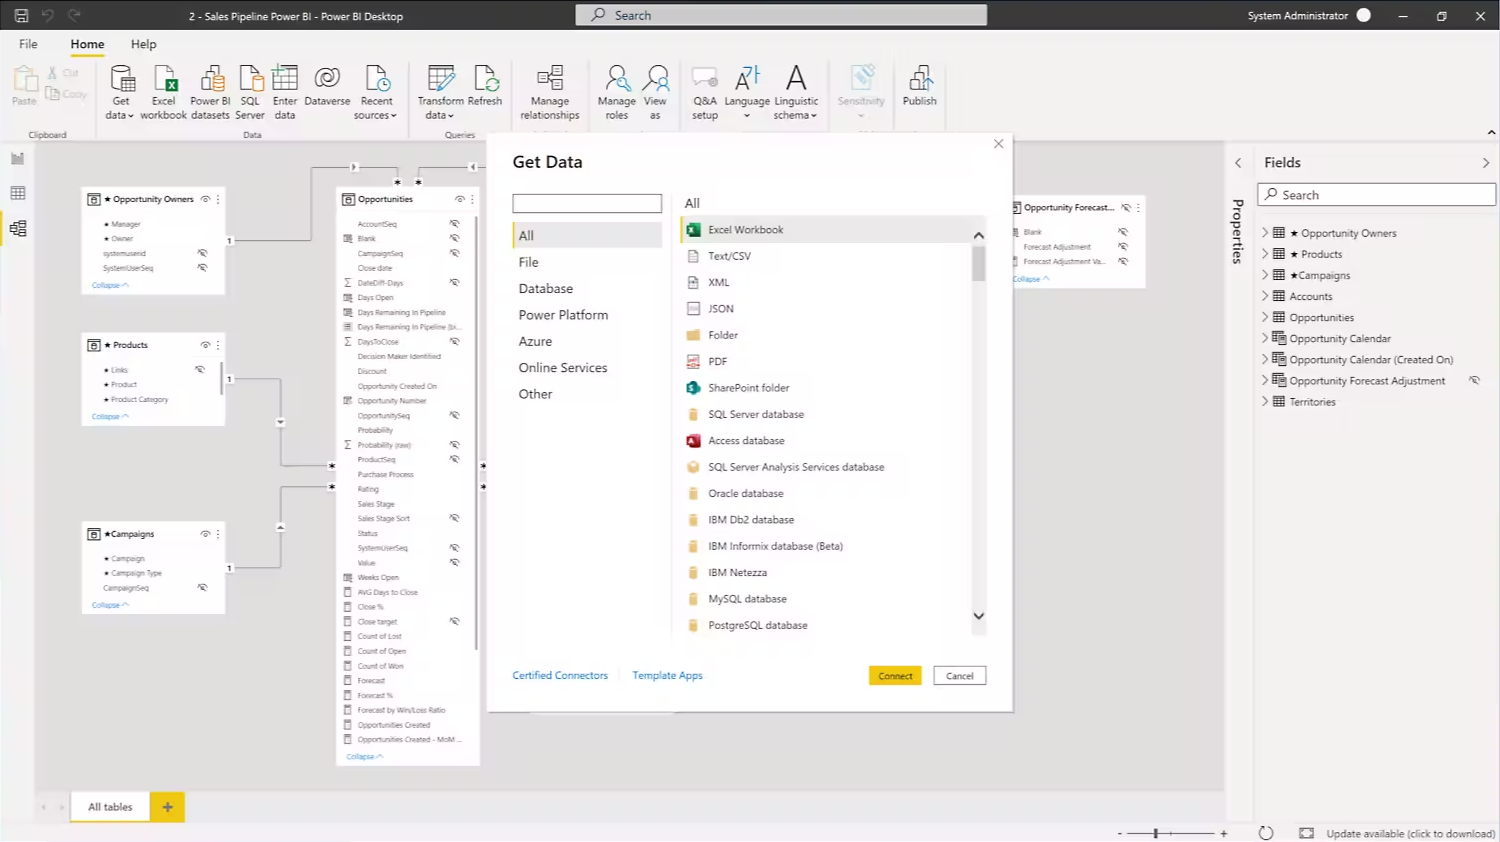 2 - Sales Pipeline Power BI - Power BI Desktop
Search
System Administrator
File
Home
Help
Paste
Cut
Copy
Get data
Excel workbook
Power BI datasets
SQL Server
Enter data
Dataverse
Recent sources
Transform data
Refresh
Manage relationships
Manage roles
View as
Q&A setup
Language
Linguistic schema
Sensitivity
Publish
Clipboard
Data
Queries
★ Opportunity Owners
★ Manager
★ Owner
systemuserid
SystemUserSeq
Collapse
1
★ Products
★ Links
★ Product
★ Product Category
Collapse
1
★Campaigns
★ Campaign
★ Campaign Type
CampaignSeq
Collapse
1
Opportunities
AccountSeq
Blank
CampaignSeq
Close date
DateDiff-Days
Days Open
Days Remaining In Pipeline
Days Remaining In Pipeline (bi...
DaysToClose
Decision Maker Identified
Discount
Opportunity Created On
Opportunity Number
OpportunitySeq
Probability
Probability (raw)
ProductSeq
Purchase Process
Rating
Sales Stage
Sales Stage Sort
Status
SystemUserSeq
Value
Weeks Open
AVG Days to Close
Close %
Close target
Count of Lost
Count of Open
Count of Won
Forecast
Forecast %
Forecast by Win/Loss Ratio
Opportunities Created
Opportunities Created - MoM ...
Collapse
Get Data
All
File
Database
Power Platform
Azure
Online Services
Other
All
Excel Workbook
Text/CSV
XML
JSON
Folder
PDF
SharePoint folder
SQL Server database
Access database
SQL Server Analysis Services database
Oracle database
IBM Db2 database
IBM Informix database (Beta)
IBM Netezza
MySQL database
PostgreSQL database
Certified Connectors
Template Apps
Connect
Cancel
Opportunity Forecast...
Blank
Forecast Adjustment
Forecast Adjustment Va...
Collapse
Properties
Fields
Search
★ Opportunity Owners
★ Products
★Campaigns
Accounts
Opportunities
Opportunity Calendar
Opportunity Calendar (Created On)
Opportunity Forecast Adjustment
Territories
All tables
+
- +
Update available (click to download)